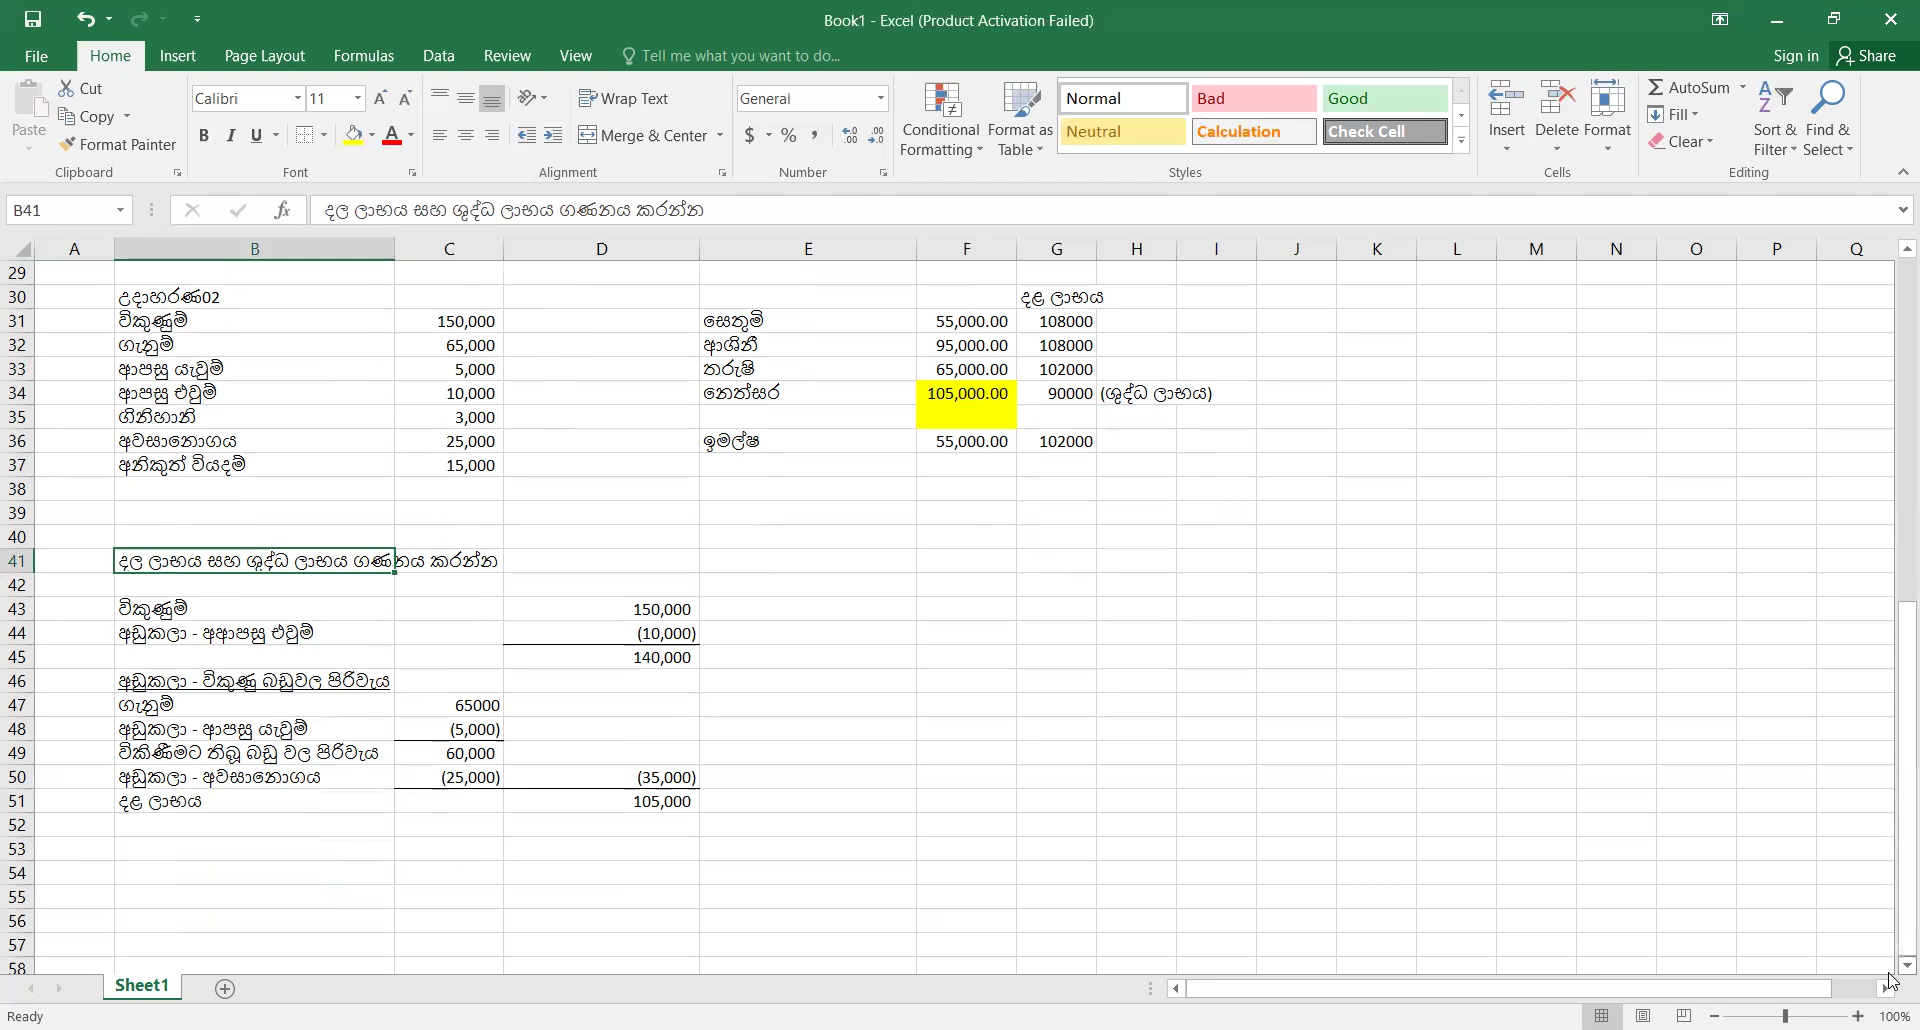 Book1 - Excel (Product Activation Failed)
File Home Insert Page Layout Formulas Data Review View Tell me what you want to do... Sign in Share
Paste Cut Copy Format Painter Clipboard
Calibri 11 B I U A Font
Wrap Text Merge & Center Alignment
General $ % , Number
Conditional Formatting Format as Table
Normal Bad Good
Neutral Calculation Check Cell
Styles
Insert Delete Format Cells
AutoSum Fill Clear Sort & Filter Find & Select Editing
B41 fx දල ලාභය සහ ශුද්ධ ලාභය ගණනය කරන්න
A B C D E F G H I J K L M N O P Q
29
30 උදාහරණ02 දළ ලාභය
31 විකුණුම් 150,000 සෙතුමි 55,000.00 108000
32 ගැනුම් 65,000 ආශිනී 95,000.00 108000
33 ආපසු යැවුම් 5,000 තරුෂි 65,000.00 102000
34 ආපසු එවුම් 10,000 නෙත්සර 105,000.00 90000 (ශුද්ධ ලාභය)
35 ගිනිහානි 3,000
36 අවසානොගය 25,000 ඉමල්ෂ 55,000.00 102000
37 අනිකුත් වියදම් 15,000
38
39
40
41 දල ලාභය සහ ශුද්ධ ලාභය ගණනය කරන්න
42
43 විකුණුම් 150,000
44 අඩුකලා - අආපසු එවුම් (10,000)
45 140,000
46 අඩුකලා - විකුණු බඩුවල පිරිවැය
47 ගැනුම් 65000
48 අඩුකලා - ආපසු යැවුම් (5,000)
49 විකිණීමට තිබූ බඩු වල පිරිවැය 60,000
50 අඩුකලා - අවසානොගය (25,000) (35,000)
51 දළ ලාභය 105,000
52
53
54
55
56
57
58
Sheet1
Ready 100%